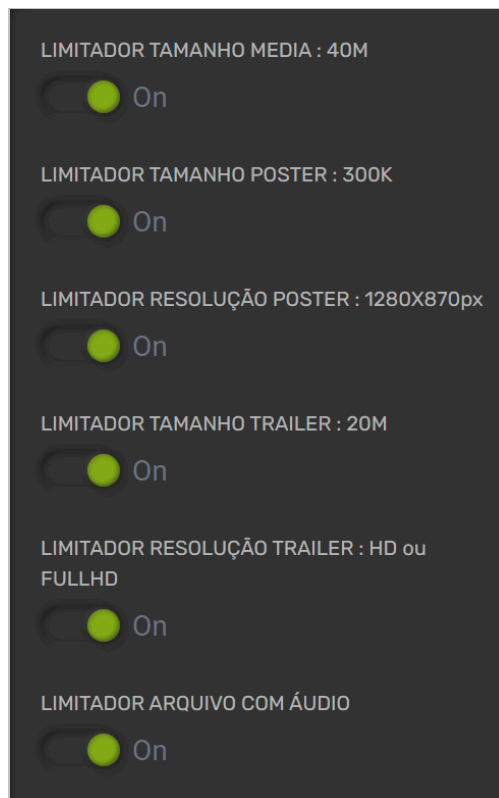 LIMITADOR TAMANHO MEDIA : 40M
On
LIMITADOR TAMANHO POSTER : 300K
On
LIMITADOR RESOLUÇÃO POSTER : 1280X870px
On
LIMITADOR TAMANHO TRAILER : 20M
On
LIMITADOR RESOLUÇÃO TRAILER : HD ou
FULLHD
On
LIMITADOR ARQUIVO COM ÁUDIO
On